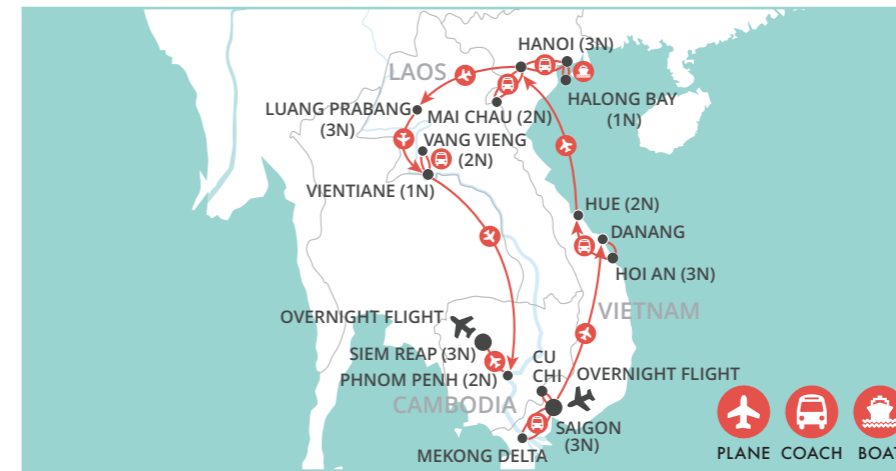 HANOI (3N)
LAOS
HALONG BAY
(1N)
LUANG PRABANG
(3N)
MAI CHAU (2N)
VANG VIENG
(2N)
VIENTIANE (1N)
HUE (2N)
DANANG
HOI AN (3N)
VIETNAM
OVERNIGHT FLIGHT
SIEM REAP (3N)
PHNOM PENH (2N)
CU
CHI
OVERNIGHT FLIGHT
CAMBODIA
SAIGON
(3N)
MEKONG DELTA
PLANE COACH BOAT